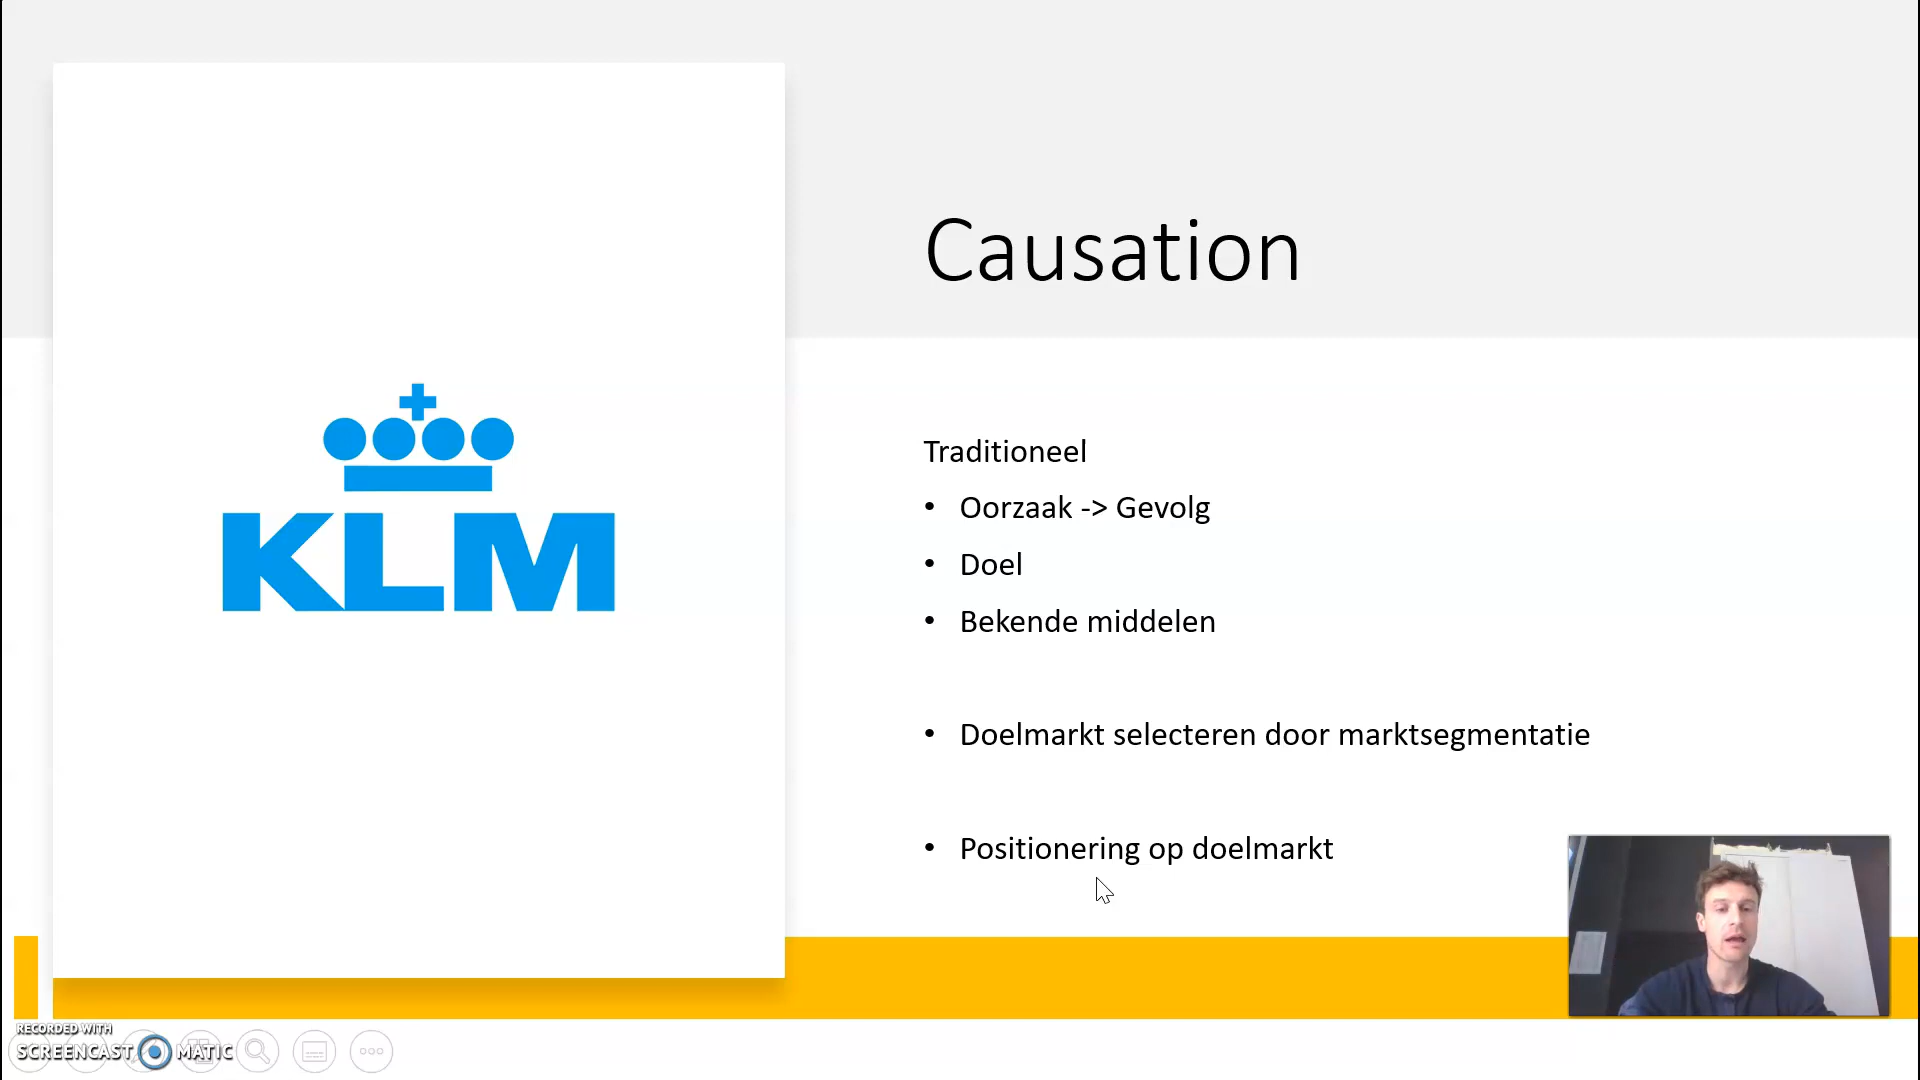 Causation
KLM
Traditioneel
• Oorzaak -> Gevolg
• Doel
• Bekende middelen
• Doelmarkt selecteren door marktsegmentatie
• Positionering op doelmarkt
RECORDED WITH
SCREENCAST MATIC